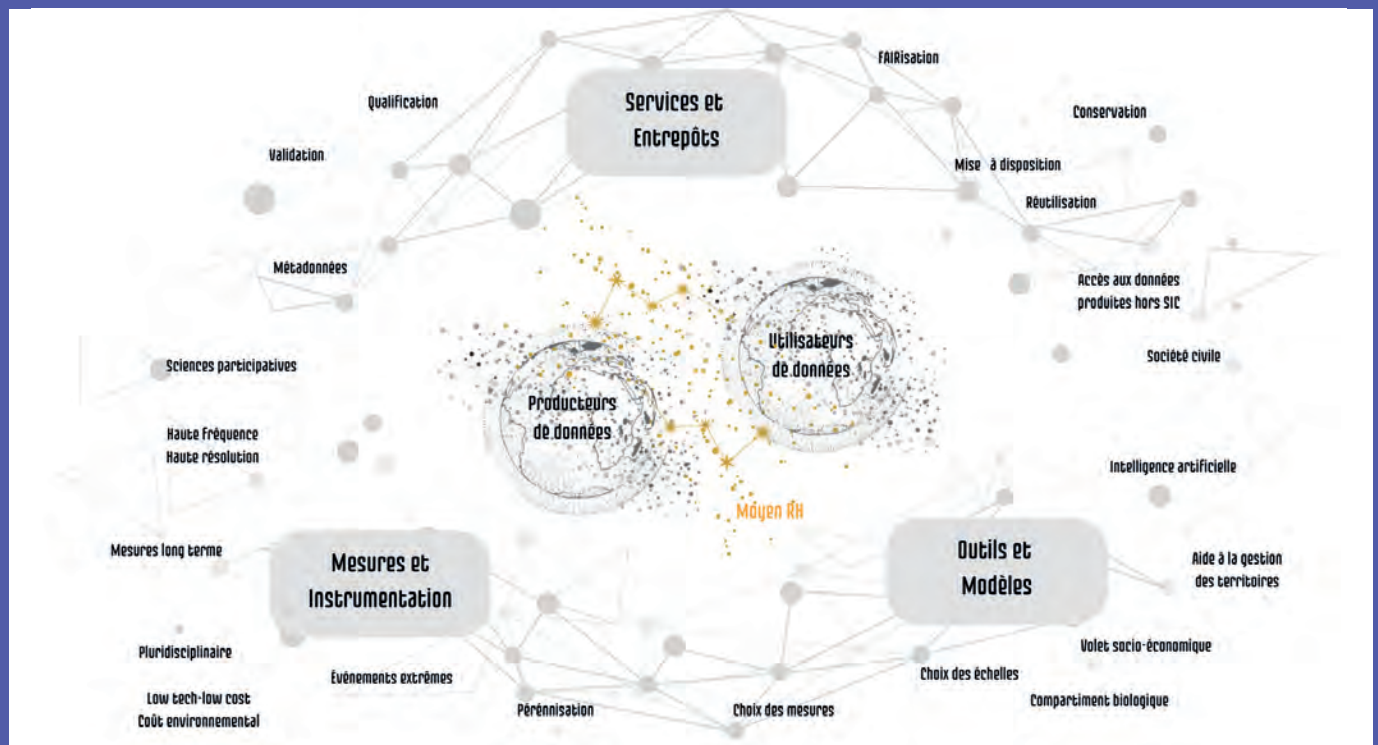 FAIRisation
Services et
Entrepôts
Qualification
Conservation
Validation
Mise à disposition
Réutilisation
Métadonnées
Accès aux données
produites hors SIC
Utilisateurs
de données
Société civile
Sciences participatives
Producteurs
de données
Haute fréquence
Haute résolution
Intelligence artificielle
Moyen RH
Mesures long terme
Mesures et
Instrumentation
Outils et
Modèles
Aide à la gestion
des territoires
Pluridisciplinaire
Volet socio-économique
Événements extrêmes
Choix des échelles
Low tech-low cost
Coût environnemental
Pérénnisation
Choix des mesures
Compartiment biologique